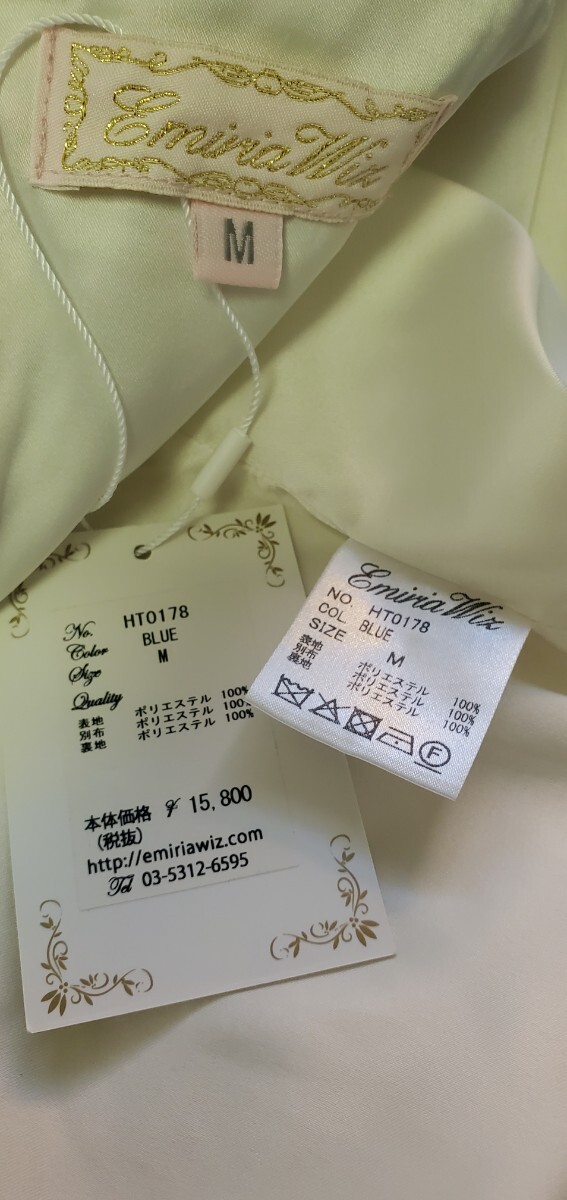 Emiria Wiz
M
No. HT0178
Color BLUE
Size M
Quality
表地 ポリエステル 100%
別布 ポリエステル 100%
裏地 ポリエステル 100%
本体価格 ¥ 15,800
(税抜)
http://emiriawiz.com
Tel 03-5312-6595
Emiria Wiz
NO. HT0178
COL BLUE
SIZE M
表地 ポリエステル 100%
別布 ポリエステル 100%
裏地 ポリエステル 100%
F